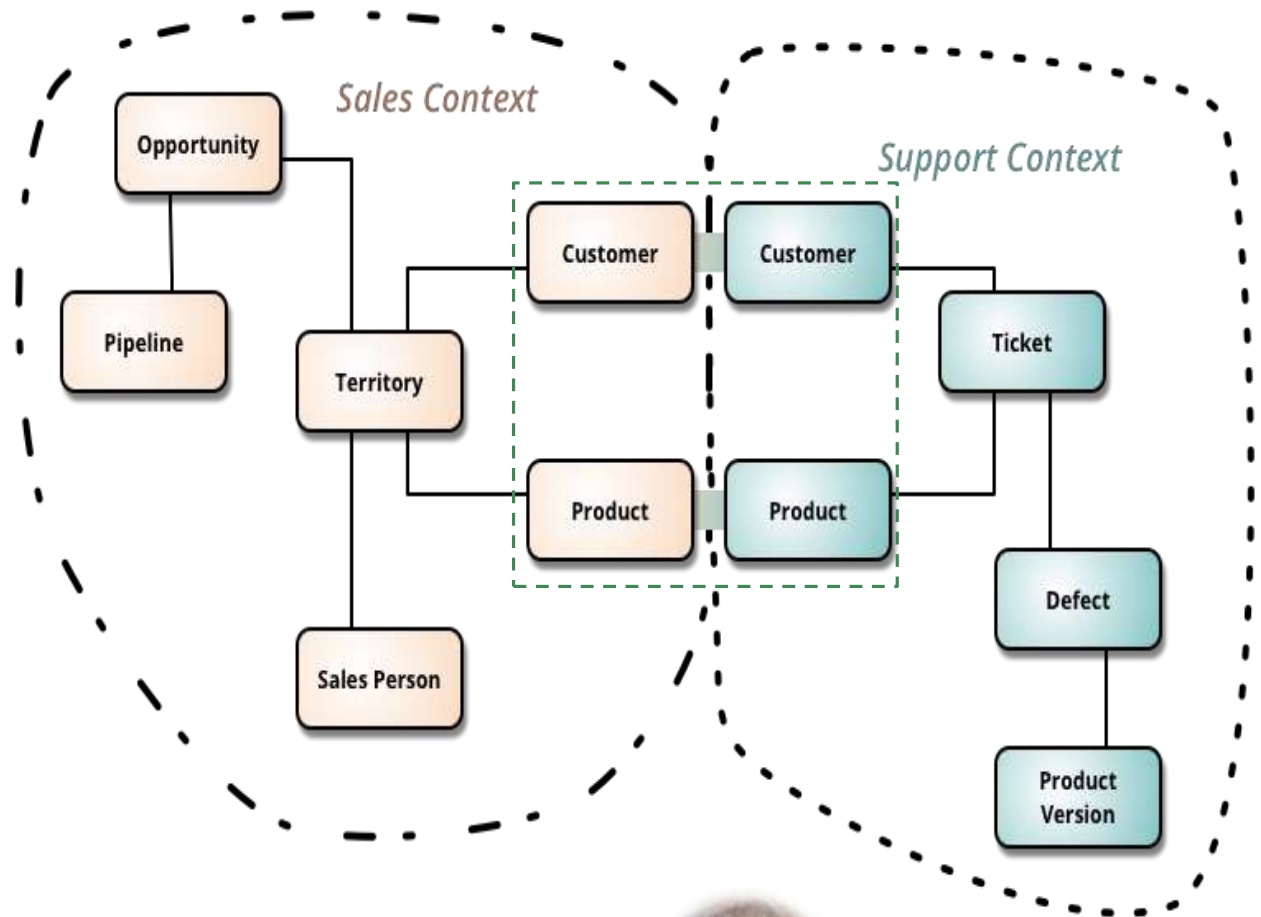 Sales Context
Opportunity
Support Context
Customer
Customer
Pipeline
Territory
Ticket
Product
Product
Defect
Sales Person
Product
Version